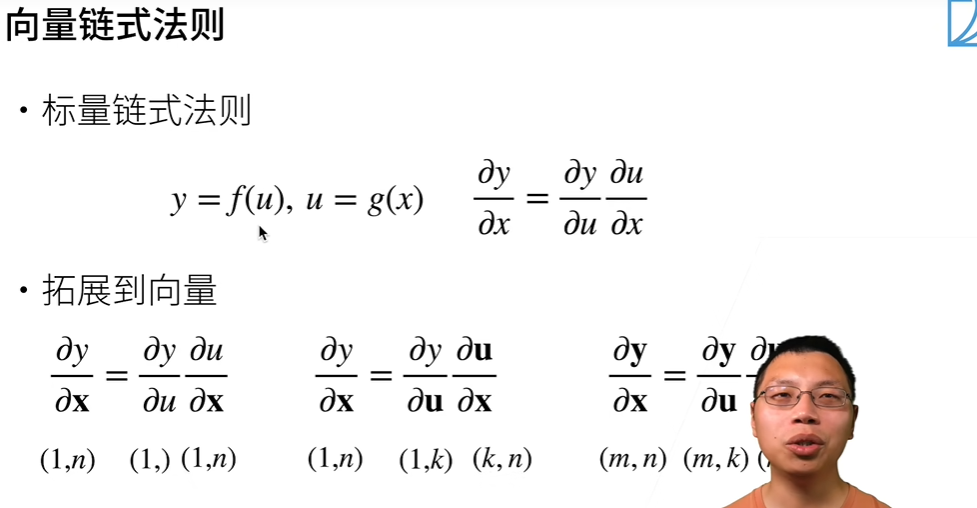 向量链式法则
• 标量链式法则
y = f(u), u = g(x) ∂y/∂x = ∂y/∂u ∂u/∂x
• 拓展到向量
∂y/∂𝐱 = ∂y/∂u ∂u/∂𝐱 ∂y/∂𝐱 = ∂y/∂𝐮 ∂𝐮/∂𝐱 ∂𝐲/∂𝐱 = ∂𝐲/∂𝐮
(1,n) (1,) (1,n) (1,n) (1,k) (k, n) (m, n) (m, k)